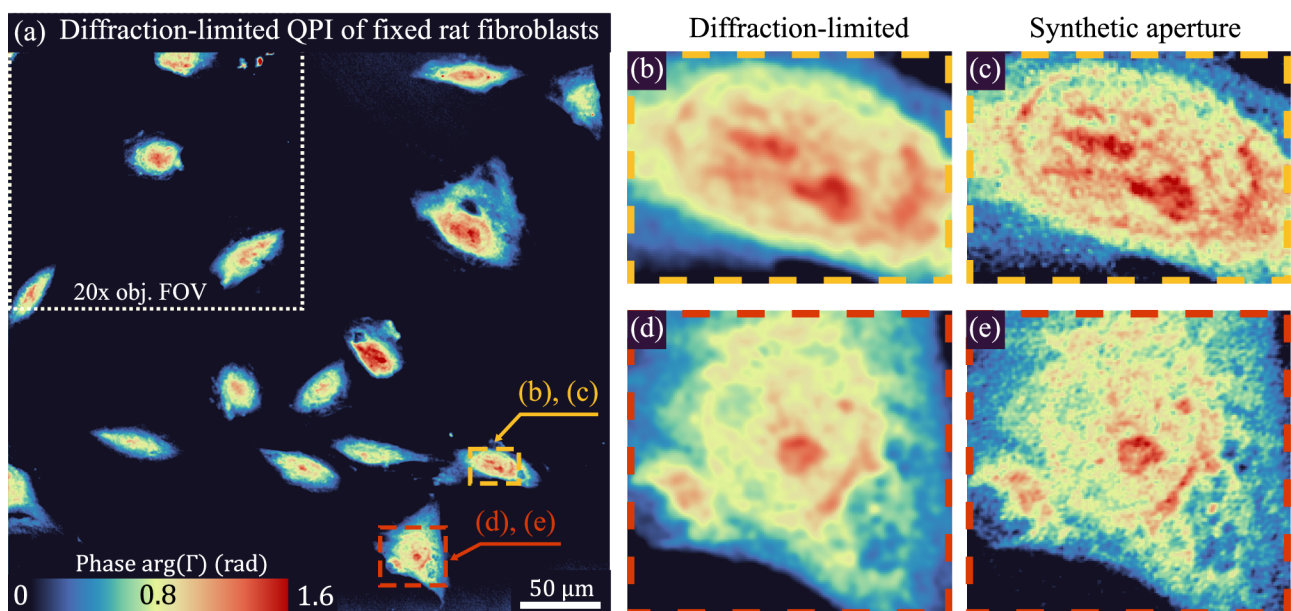 (a) Diffraction-limited QPI of fixed rat fibroblasts
20x obj. FOV
(b), (c)
(d), (e)
Phase arg(Γ) (rad)
0 0.8 1.6
50 μm
Diffraction-limited
Synthetic aperture
(b)
(c)
(d)
(e)